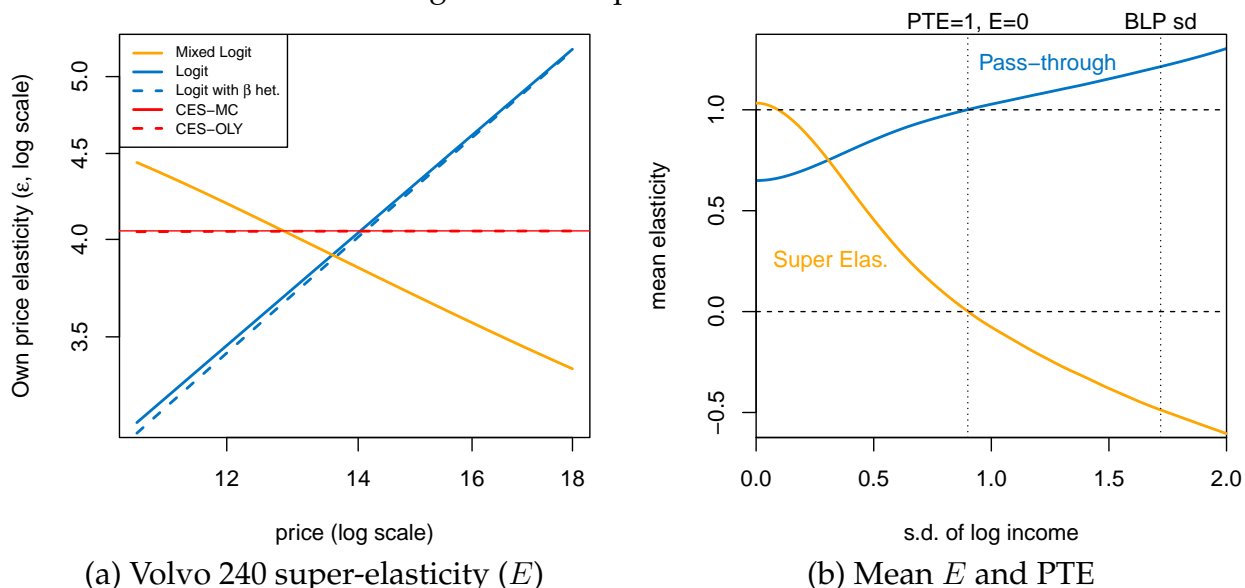 PTE=1, E=0
BLP sd
Mixed Logit
Logit
Logit with β het.
CES−MC
CES−OLY
Own price elasticity (ε, log scale)
3.5
4.0
4.5
5.0
12
14
16
18
price (log scale)
(a) Volvo 240 super-elasticity (E)
Pass−through
Super Elas.
mean elasticity
−0.5
0.0
0.5
1.0
0.0
0.5
1.0
1.5
2.0
s.d. of log income
(b) Mean E and PTE